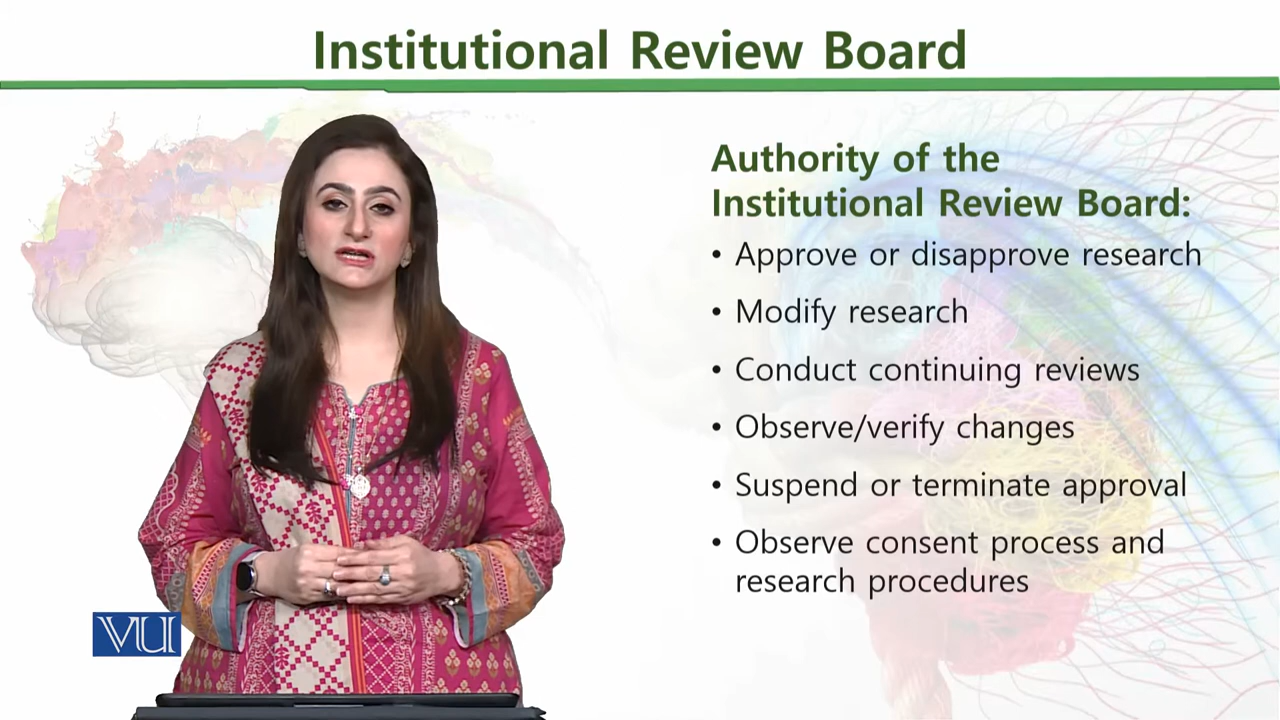 Institutional Review Board
Authority of the
Institutional Review Board:
• Approve or disapprove research
• Modify research
• Conduct continuing reviews
• Observe/verify changes
• Suspend or terminate approval
• Observe consent process and
research procedures
VU